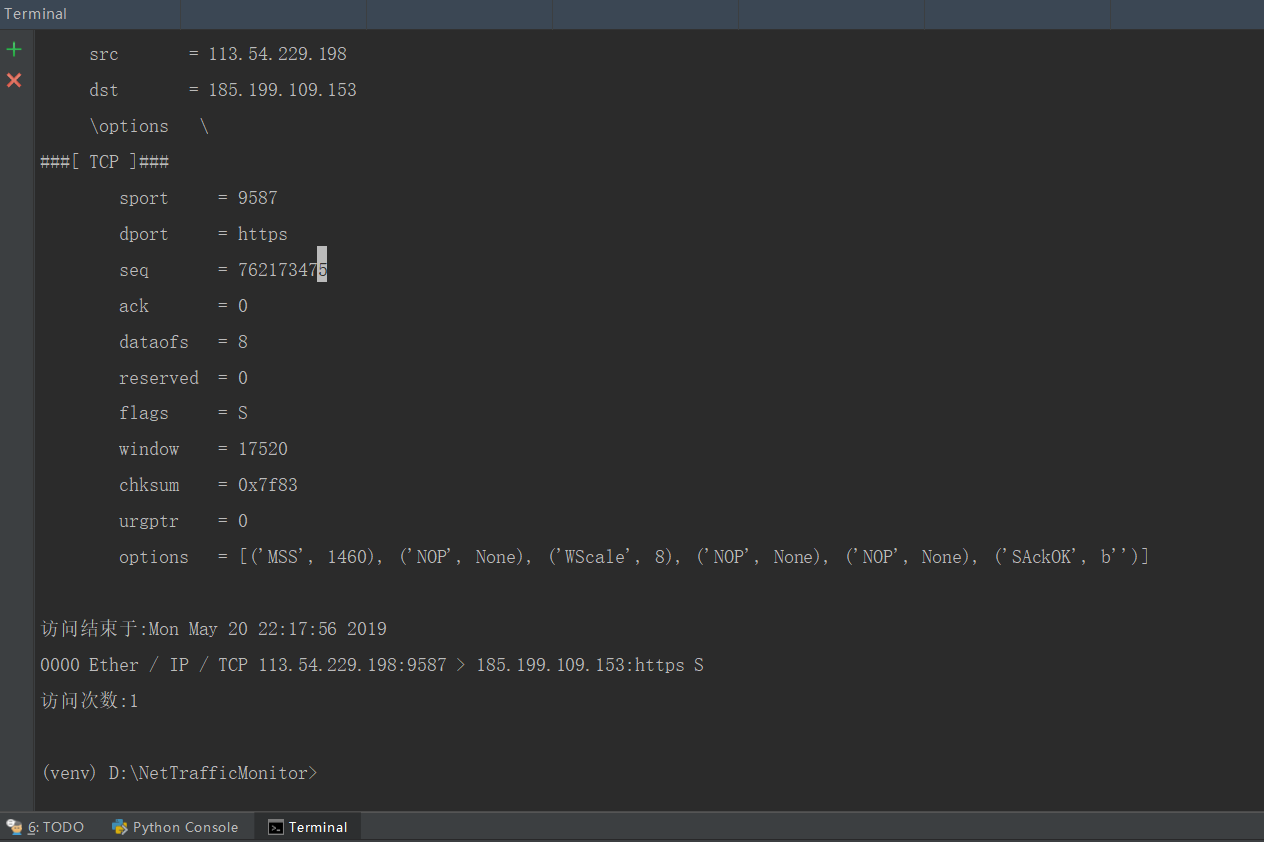 Terminal
src = 113.54.229.198
dst = 185.199.109.153
\options \
###[ TCP ]###
sport = 9587
dport = https
seq = 762173475
ack = 0
dataofs = 8
reserved = 0
flags = S
window = 17520
chksum = 0x7f83
urgptr = 0
options = [('MSS', 1460), ('NOP', None), ('WScale', 8), ('NOP', None), ('NOP', None), ('SAckOK', b'')]
访问结束于:Mon May 20 22:17:56 2019
0000 Ether / IP / TCP 113.54.229.198:9587 > 185.199.109.153:https S
访问次数:1
(venv) D:\NetTrafficMonitor>
6: TODO Python Console Terminal